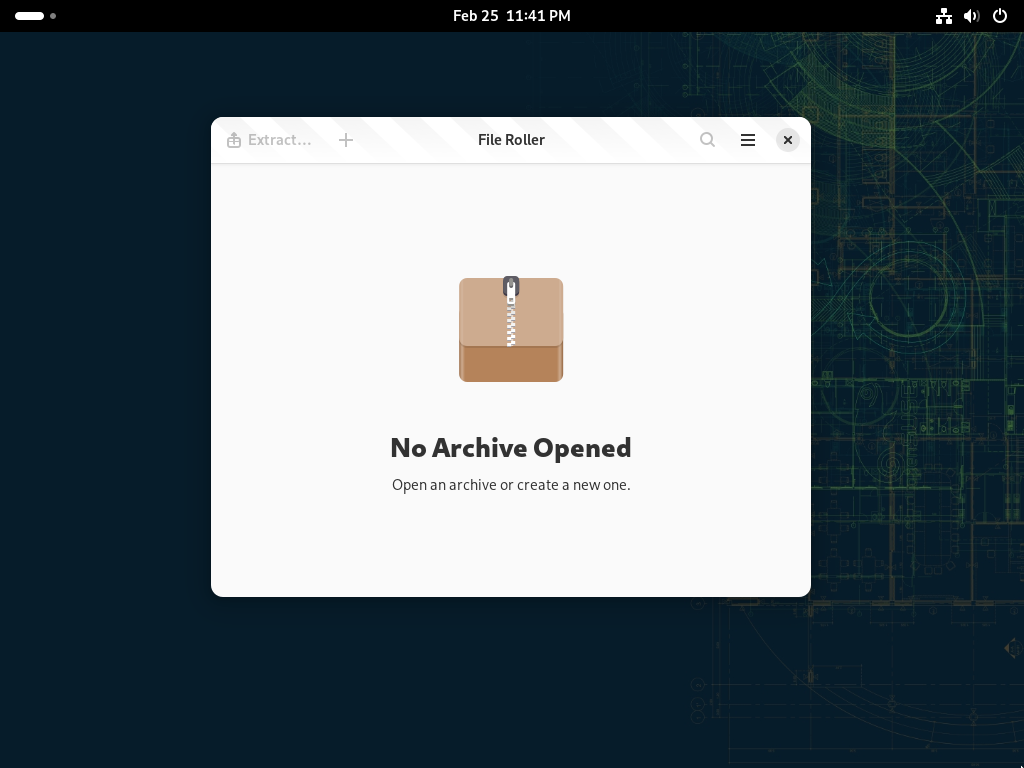 Feb 25 11:41 PM
Extract…
File Roller
No Archive Opened
Open an archive or create a new one.